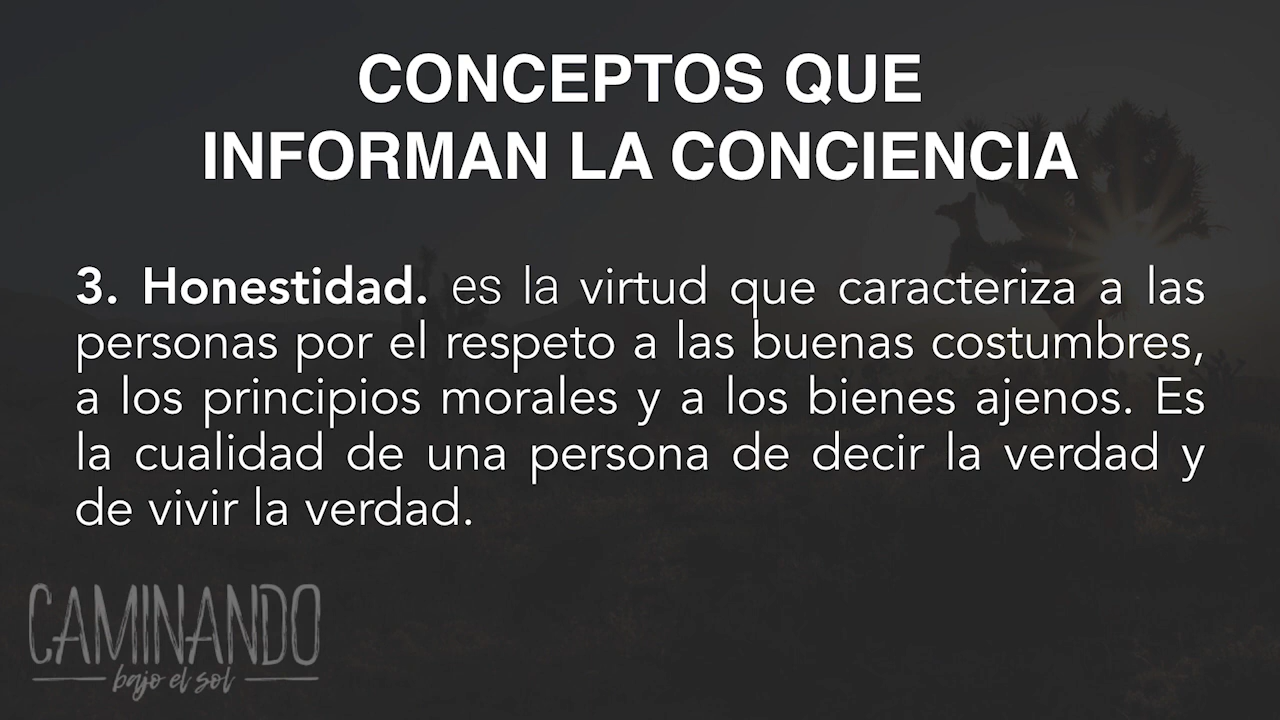 CONCEPTOS QUE
INFORMAN LA CONCIENCIA
3. Honestidad. es la virtud que caracteriza a las
personas por el respeto a las buenas costumbres,
a los principios morales y a los bienes ajenos. Es
la cualidad de una persona de decir la verdad y
de vivir la verdad.
CAMINANDO
bajo el sol